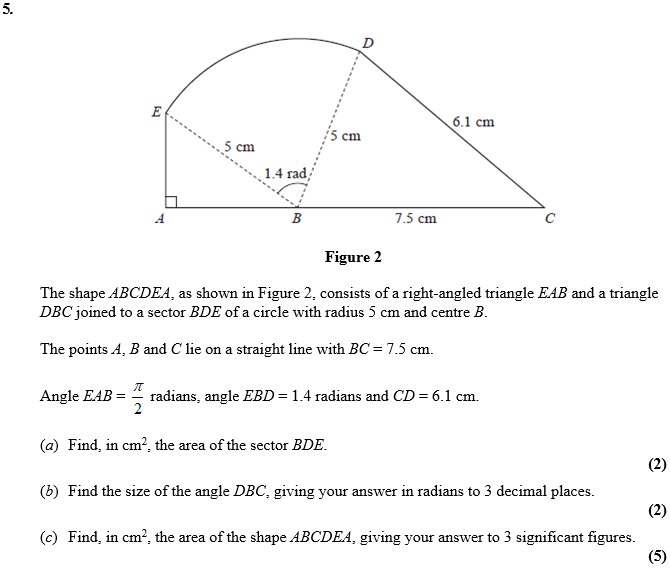 5.
D
E
6.1 cm
5 cm
5 cm
1.4 rad
A
B
7.5 cm
C
Figure 2
The shape ABCDEA, as shown in Figure 2, consists of a right-angled triangle EAB and a triangle
DBC joined to a sector BDE of a circle with radius 5 cm and centre B.
The points A, B and C lie on a straight line with BC = 7.5 cm.
Angle EAB = π/2 radians, angle EBD = 1.4 radians and CD = 6.1 cm.
(a) Find, in cm², the area of the sector BDE.
(2)
(b) Find the size of the angle DBC, giving your answer in radians to 3 decimal places.
(2)
(c) Find, in cm², the area of the shape ABCDEA, giving your answer to 3 significant figures.
(5)